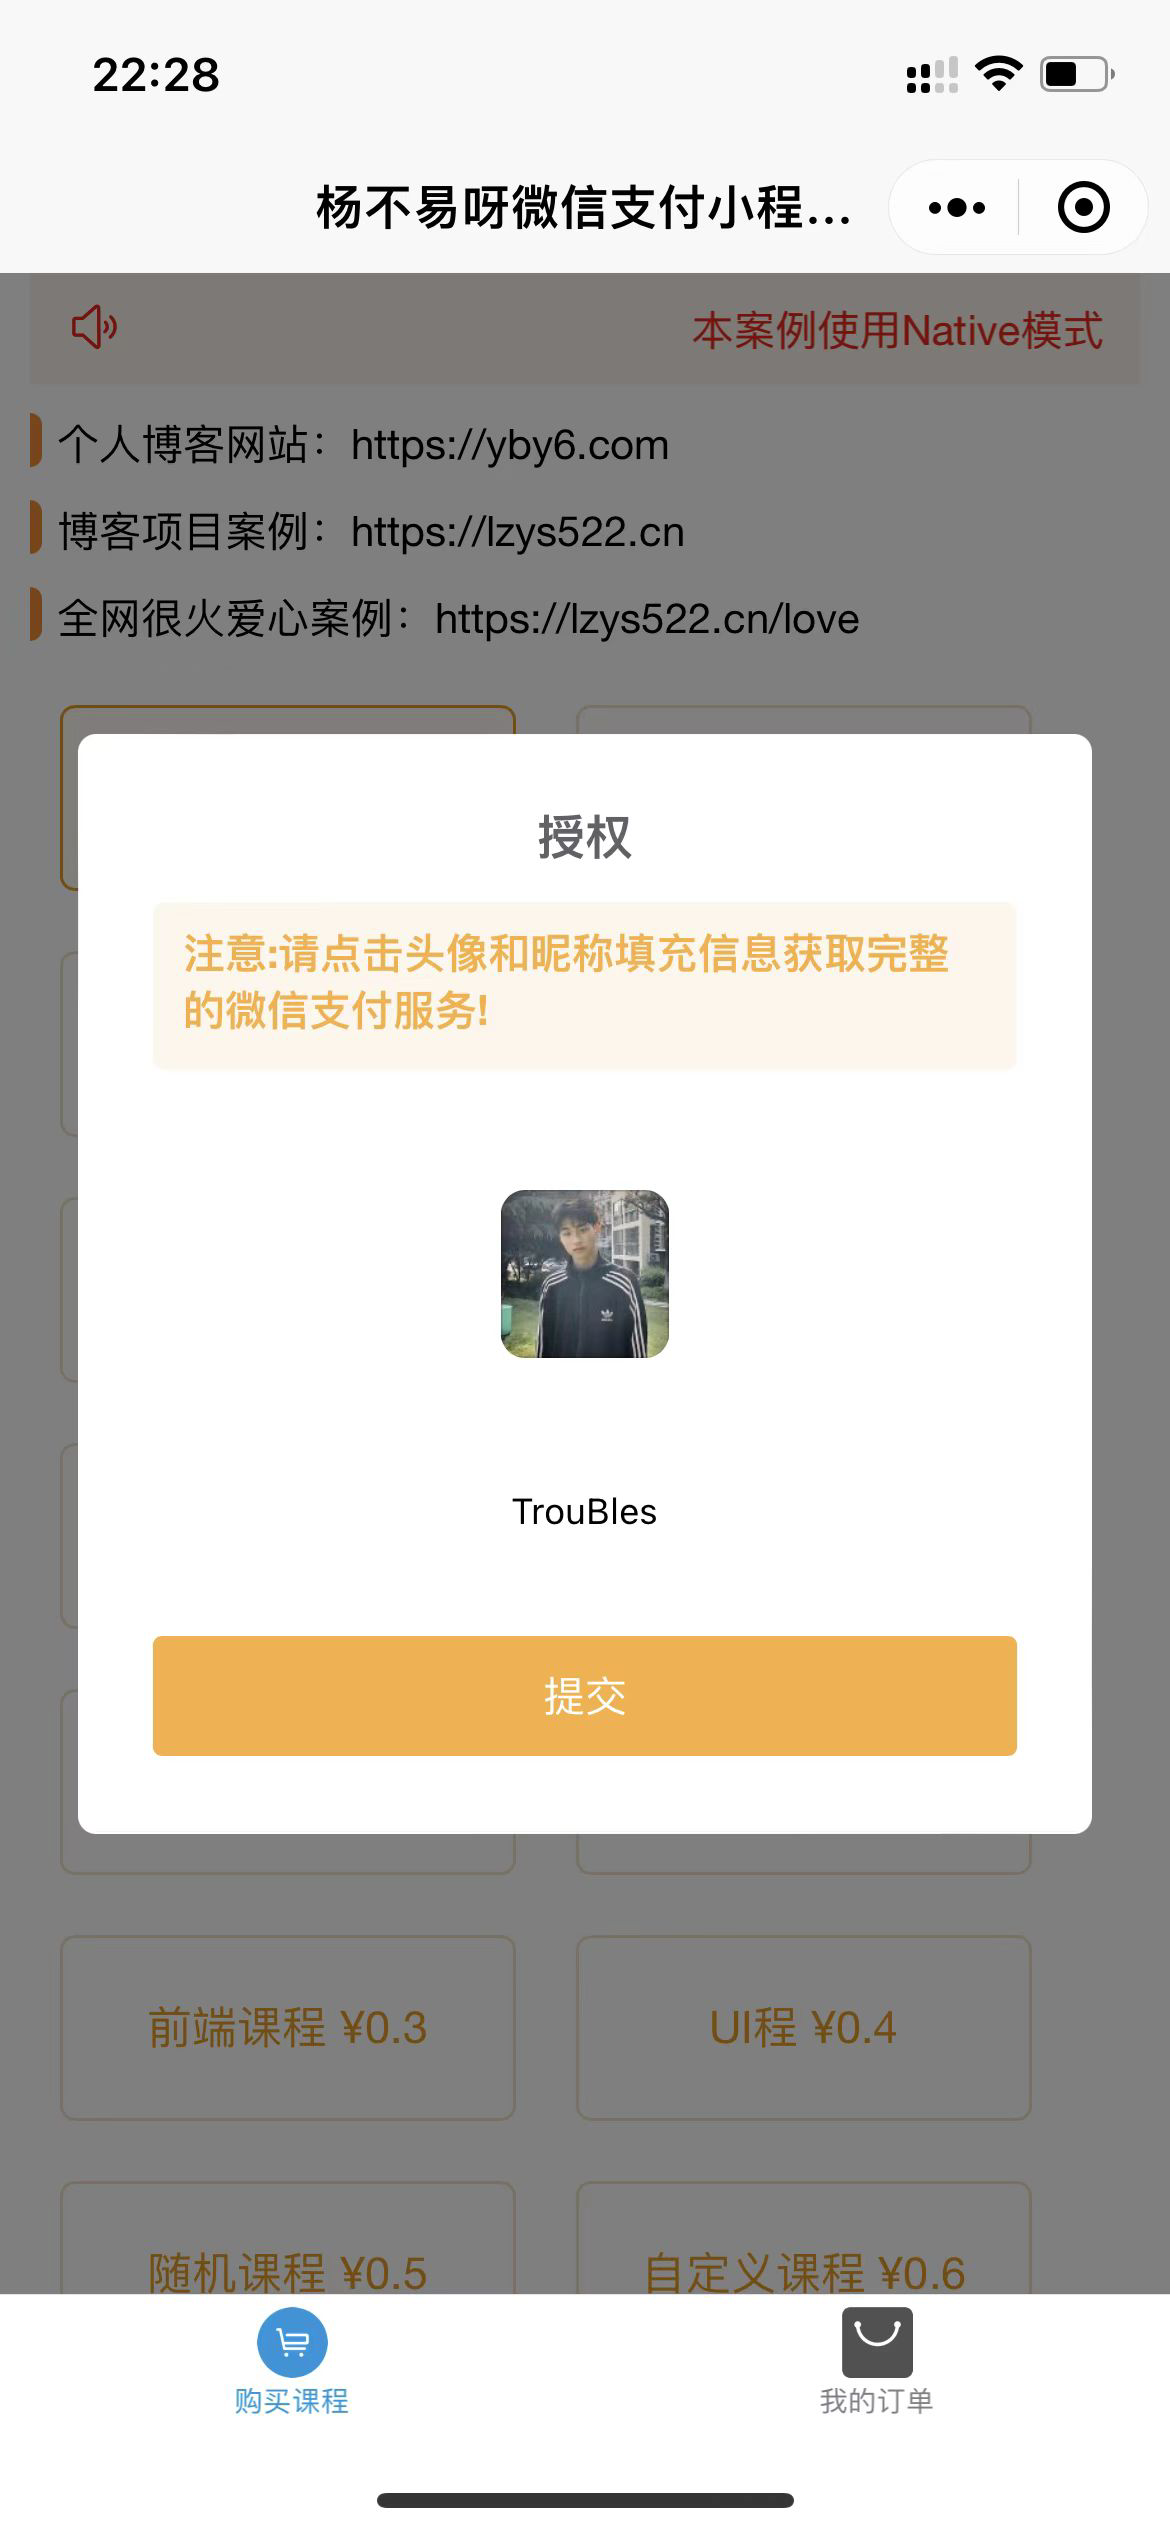 22:28
杨不易呀微信支付小程...
本案例使用Native模式
个人博客网站：https://yby6.com
博客项目案例：https://lzys522.cn
全网很火爱心案例：https://lzys522.cn/love
授权
注意:请点击头像和昵称填充信息获取完整
的微信支付服务!
TrouBles
提交
前端课程 ¥0.3
UI程 ¥0.4
随机课程 ¥0.5
自定义课程 ¥0.6
购买课程
我的订单